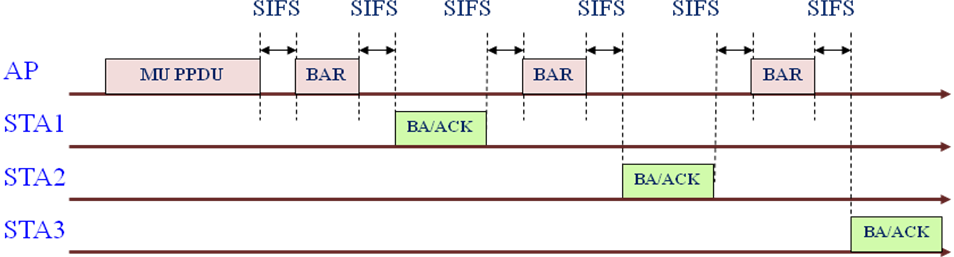 SIFS SIFS SIFS SIFS SIFS SIFS
AP MU PPDU BAR BAR BAR
STA1 BA/ACK
STA2 BA/ACK
STA3 BA/ACK